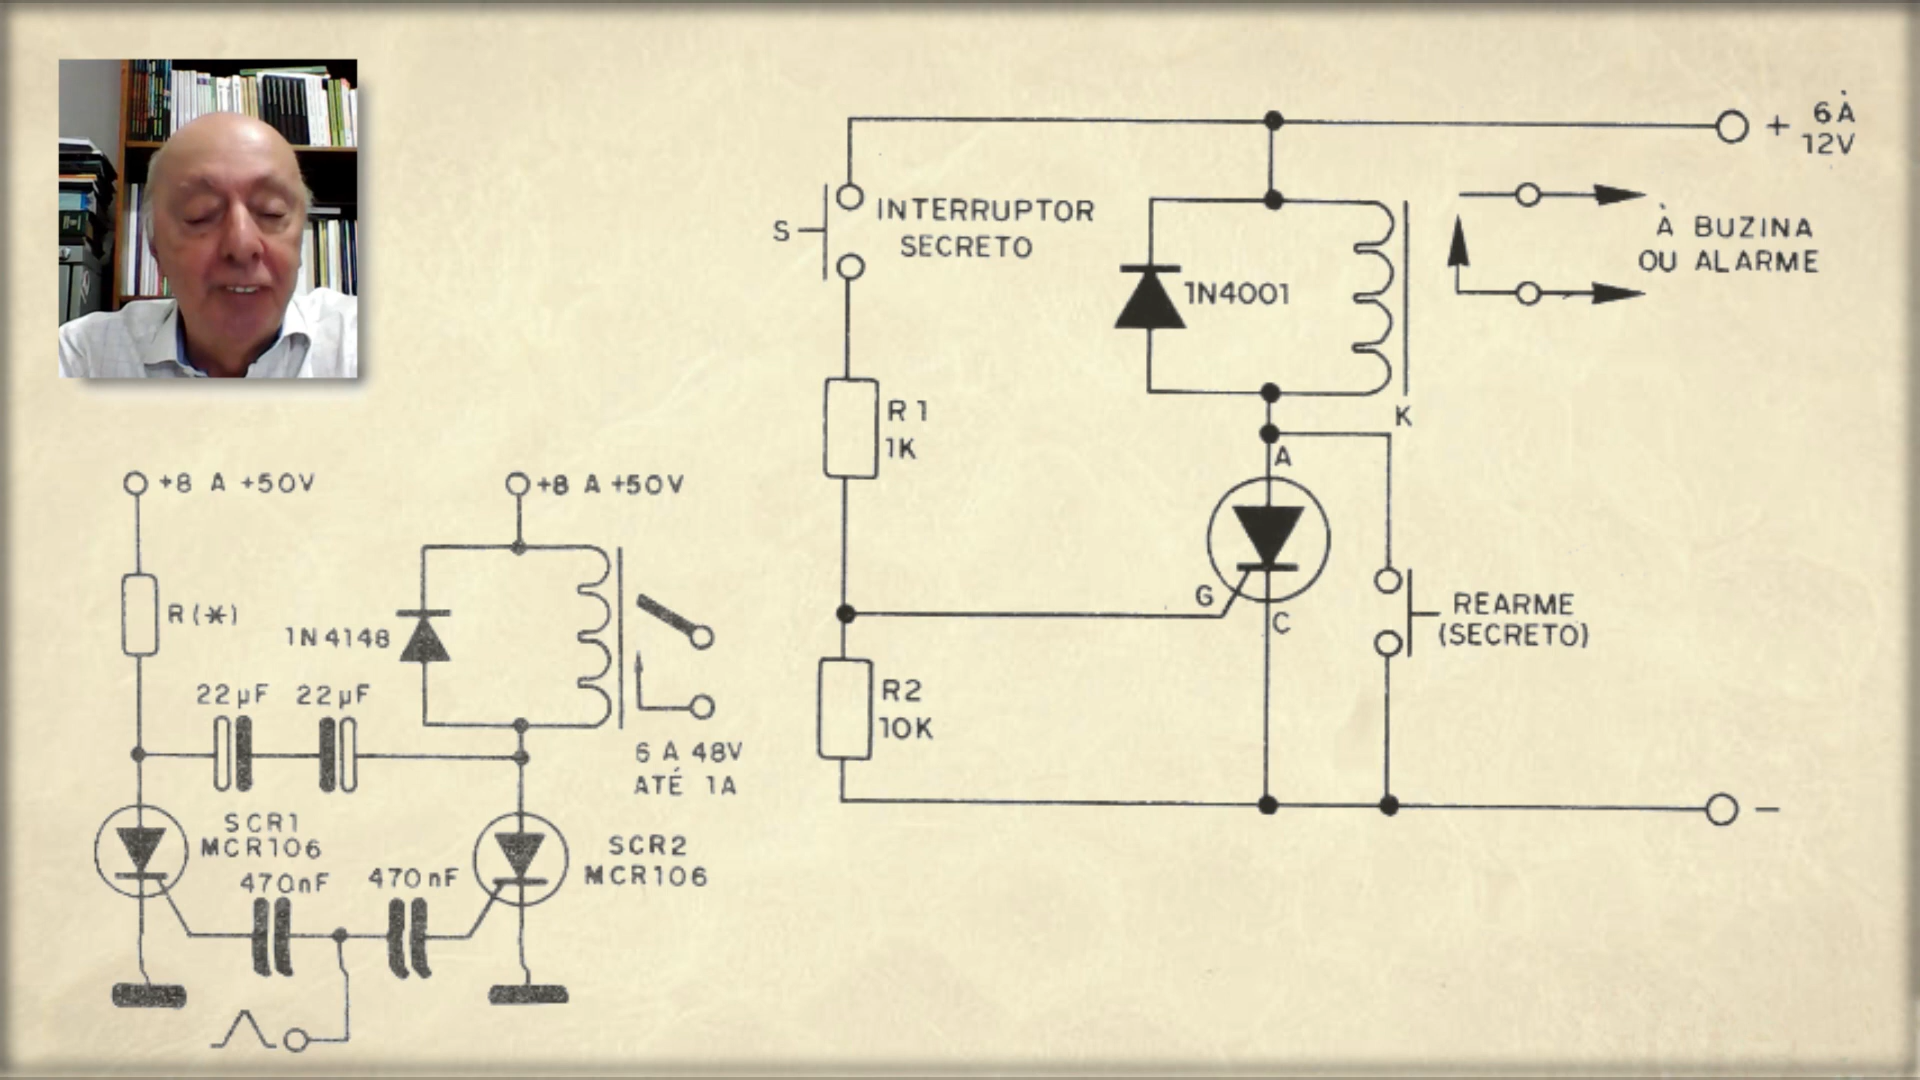 +8 A +50V
R(*)
22µF
22µF
SCR1
MCR106
470nF
470nF
+8 A +50V
1N4148
6 A 48V
ATÉ 1A
SCR2
MCR106
S
INTERRUPTOR
SECRETO
R1
1K
R2
10K
1N4001
K
A
G
C
REARME
(SECRETO)
+ 6À
12V
À BUZINA
OU ALARME
−